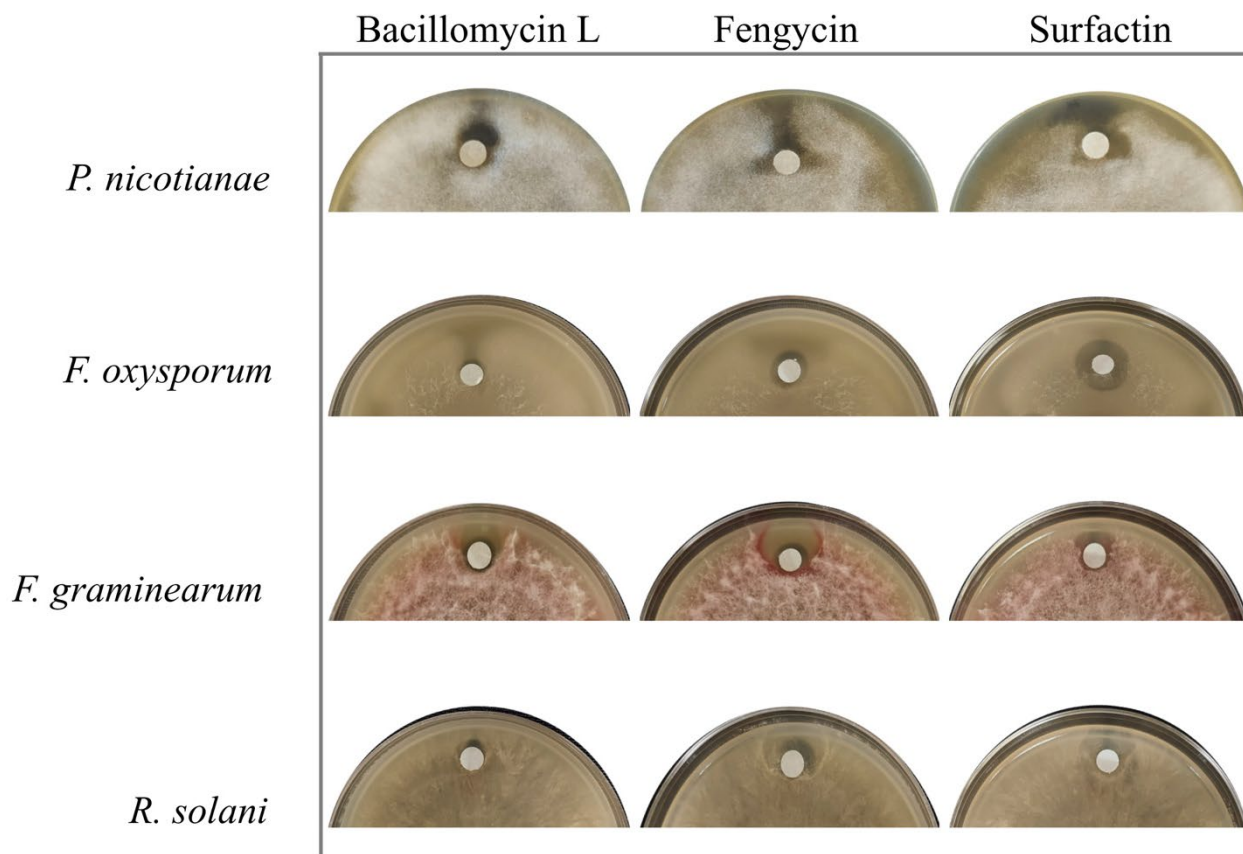 Bacillomycin L Fengycin Surfactin
P. nicotianae
F. oxysporum
F. graminearum
R. solani